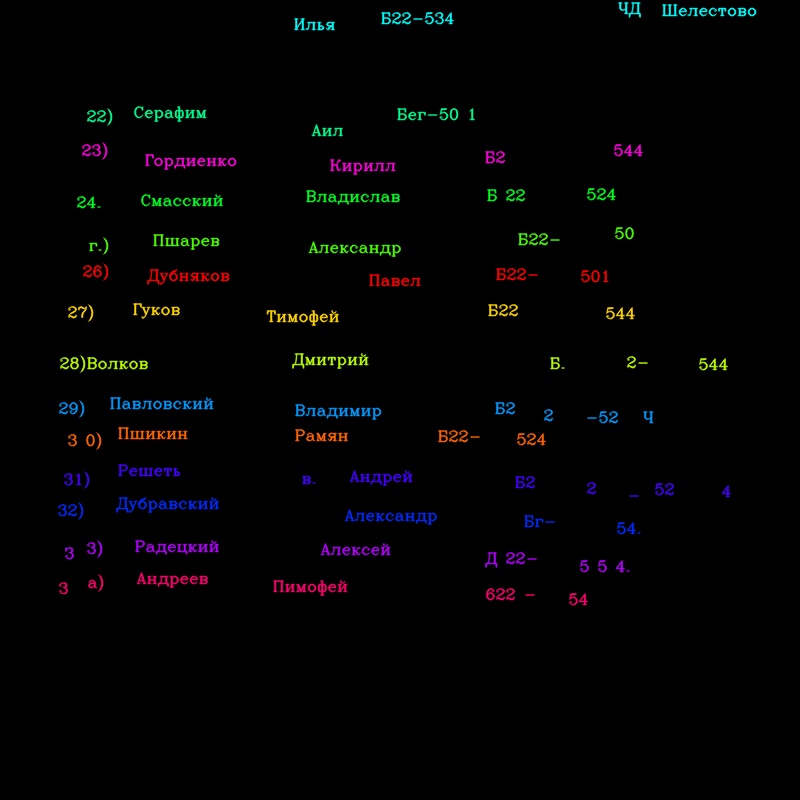 Илья Б22-534 ЧД Шелестово
22) Серафим Аил Бег-50 1
23) Гордиенко Кирилл Б2 544
24. Смасский Владислав Б 22 524
г.) Пшарев Александр Б22- 50
26) Дубняков Павел Б22- 501
27) Гуков Тимофей Б22 544
28)Волков Дмитрий Б. 2- 544
29) Павловский Владимир Б2 2 -52 Ч
3 0) Пшикин Рамян Б22- 524
31) Решеть в. Андрей Б2 2 _ 52 4
32) Дубравский Александр Бг- 54.
3 3) Радецкий Алексей Д 22- 5 5 4.
3 а) Андреев Пимофей 622 - 54